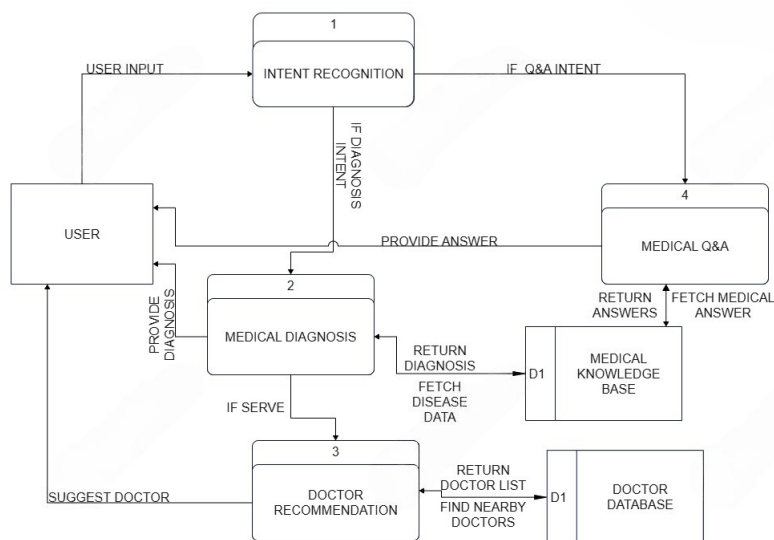 1
USER INPUT
INTENT RECOGNITION
IF Q&A INTENT
IF DIAGNOSIS
INTENT
4
USER
PROVIDE ANSWER
MEDICAL Q&A
2
PROVIDE
DIAGNOSIS
MEDICAL DIAGNOSIS
RETURN
ANSWERS
FETCH MEDICAL
ANSWER
RETURN
DIAGNOSIS
FETCH
DISEASE
DATA
D1
MEDICAL
KNOWLEDGE
BASE
IF SERVE
3
SUGGEST DOCTOR
DOCTOR
RECOMMENDATION
RETURN
DOCTOR LIST
FIND NEARBY
DOCTORS
D1
DOCTOR
DATABASE